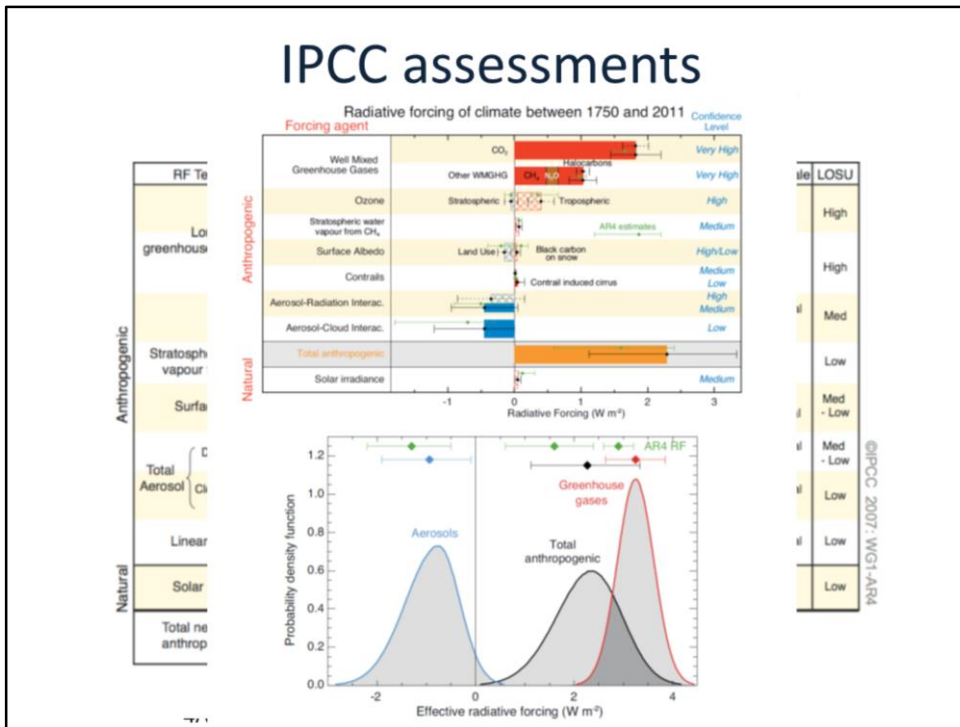 IPCC assessments
Radiative forcing of climate between 1750 and 2011
Forcing agent
Confidence
Level
Anthropogenic
Natural
CO2
Very High
Well Mixed
Greenhouse Gases
Halocarbons
Other WMGHG
CH4
N2O
Very High
Ozone
Stratospheric
Tropospheric
High
Stratospheric water
vapour from CH4
AR4 estimates
Medium
Surface Albedo
Land Use
Black carbon
on snow
High/Low
Contrails
Contrail induced cirrus
Medium
Low
Aerosol-Radiation Interac.
High
Medium
Aerosol-Cloud Interac.
Low
Total anthropogenic
Solar irradiance
Medium
-1 0 1 2 3
Radiative Forcing (W m-2)
Probability density function
1.2
1.0
0.8
0.6
0.4
0.2
0.0
AR4 RF
Greenhouse
gases
Aerosols
Total
anthropogenic
-2 0 2 4
Effective radiative forcing (W m-2)
RF Te
Anthropogenic
Natural
Lo
greenhouse
Stratosph
vapour
Surfa
Total
Aerosol
D
Cl
Linear
Solar
Total ne
anthrop
LOSU
High
High
Med
Low
Med
- Low
Med
- Low
Low
Low
Low
©IPCC 2007: WG1-AR4